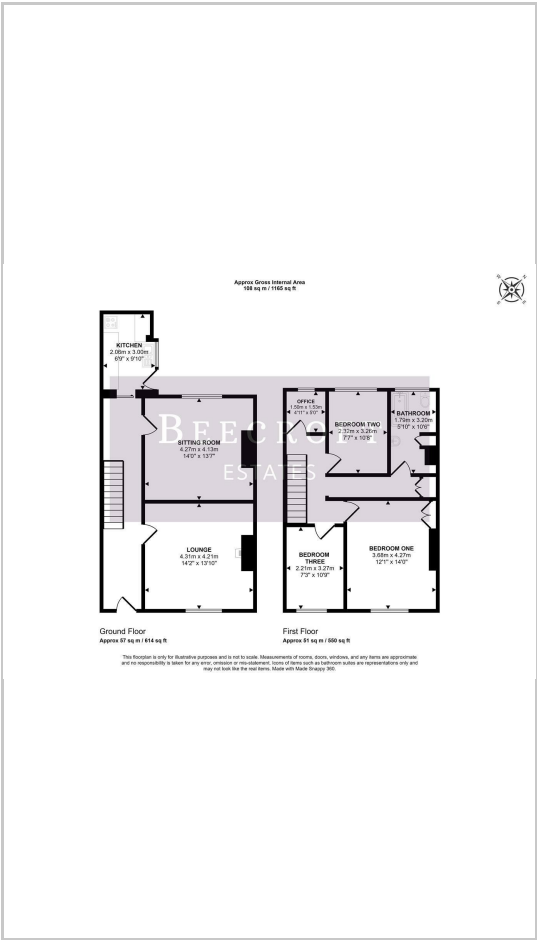 Approx Gross Internal Area
108 sq m / 1165 sq ft
W N
S E
KITCHEN
2.08m x 3.00m
6'9" x 9'10"
SITTING ROOM
4.27m x 4.13m
14'0" x 13'7"
LOUNGE
4.31m x 4.21m
14'2" x 13'10"
OFFICE
1.50m x 1.53m
4'11" x 5'0"
BEDROOM TWO
2.32m x 3.26m
7'7" x 10'8"
BATHROOM
1.79m x 3.20m
5'10" x 10'6"
BEECROFT
ESTATES
BEDROOM
THREE
2.21m x 3.27m
7'3" x 10'9"
BEDROOM ONE
3.68m x 4.27m
12'1" x 14'0"
Ground Floor
Approx 57 sq m / 614 sq ft
First Floor
Approx 51 sq m / 550 sq ft
This floorplan is only for illustrative purposes and is not to scale. Measurements of rooms, doors, windows, and any items are approximate
and no responsibility is taken for any error, omission or mis-statement. Icons of items such as bathroom suites are representations only and
may not look like the real items. Made with Made Snappy 360.